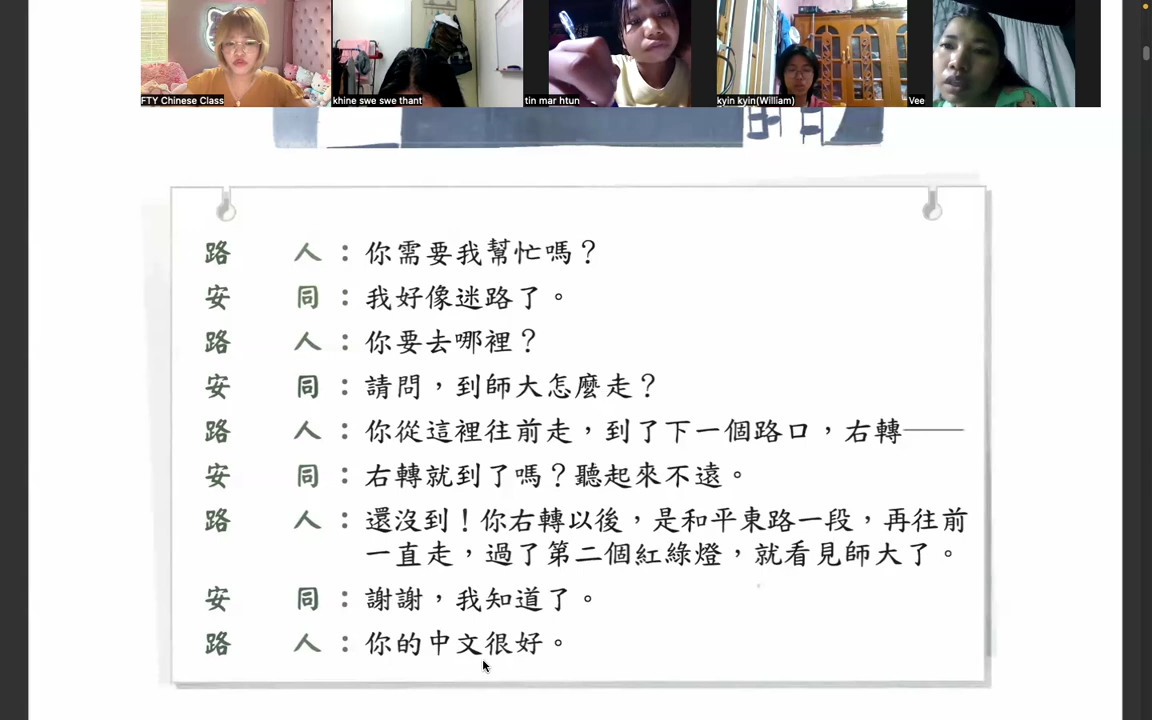 FTY Chinese Class
khine swe swe thant
tin mar htun
kyin kyin(William)
Vee
路人：你需要我幫忙嗎？
安同：我好像迷路了。
路人：你要去哪裡？
安同：請問，到師大怎麼走？
路人：你從這裡往前走，到了下一個路口，右轉——
安同：右轉就到了嗎？聽起來不遠。
路人：還沒到！你右轉以後，是和平東路一段，再往前
一直走，過了第二個紅綠燈，就看見師大了。
安同：謝謝，我知道了。
路人：你的中文很好。